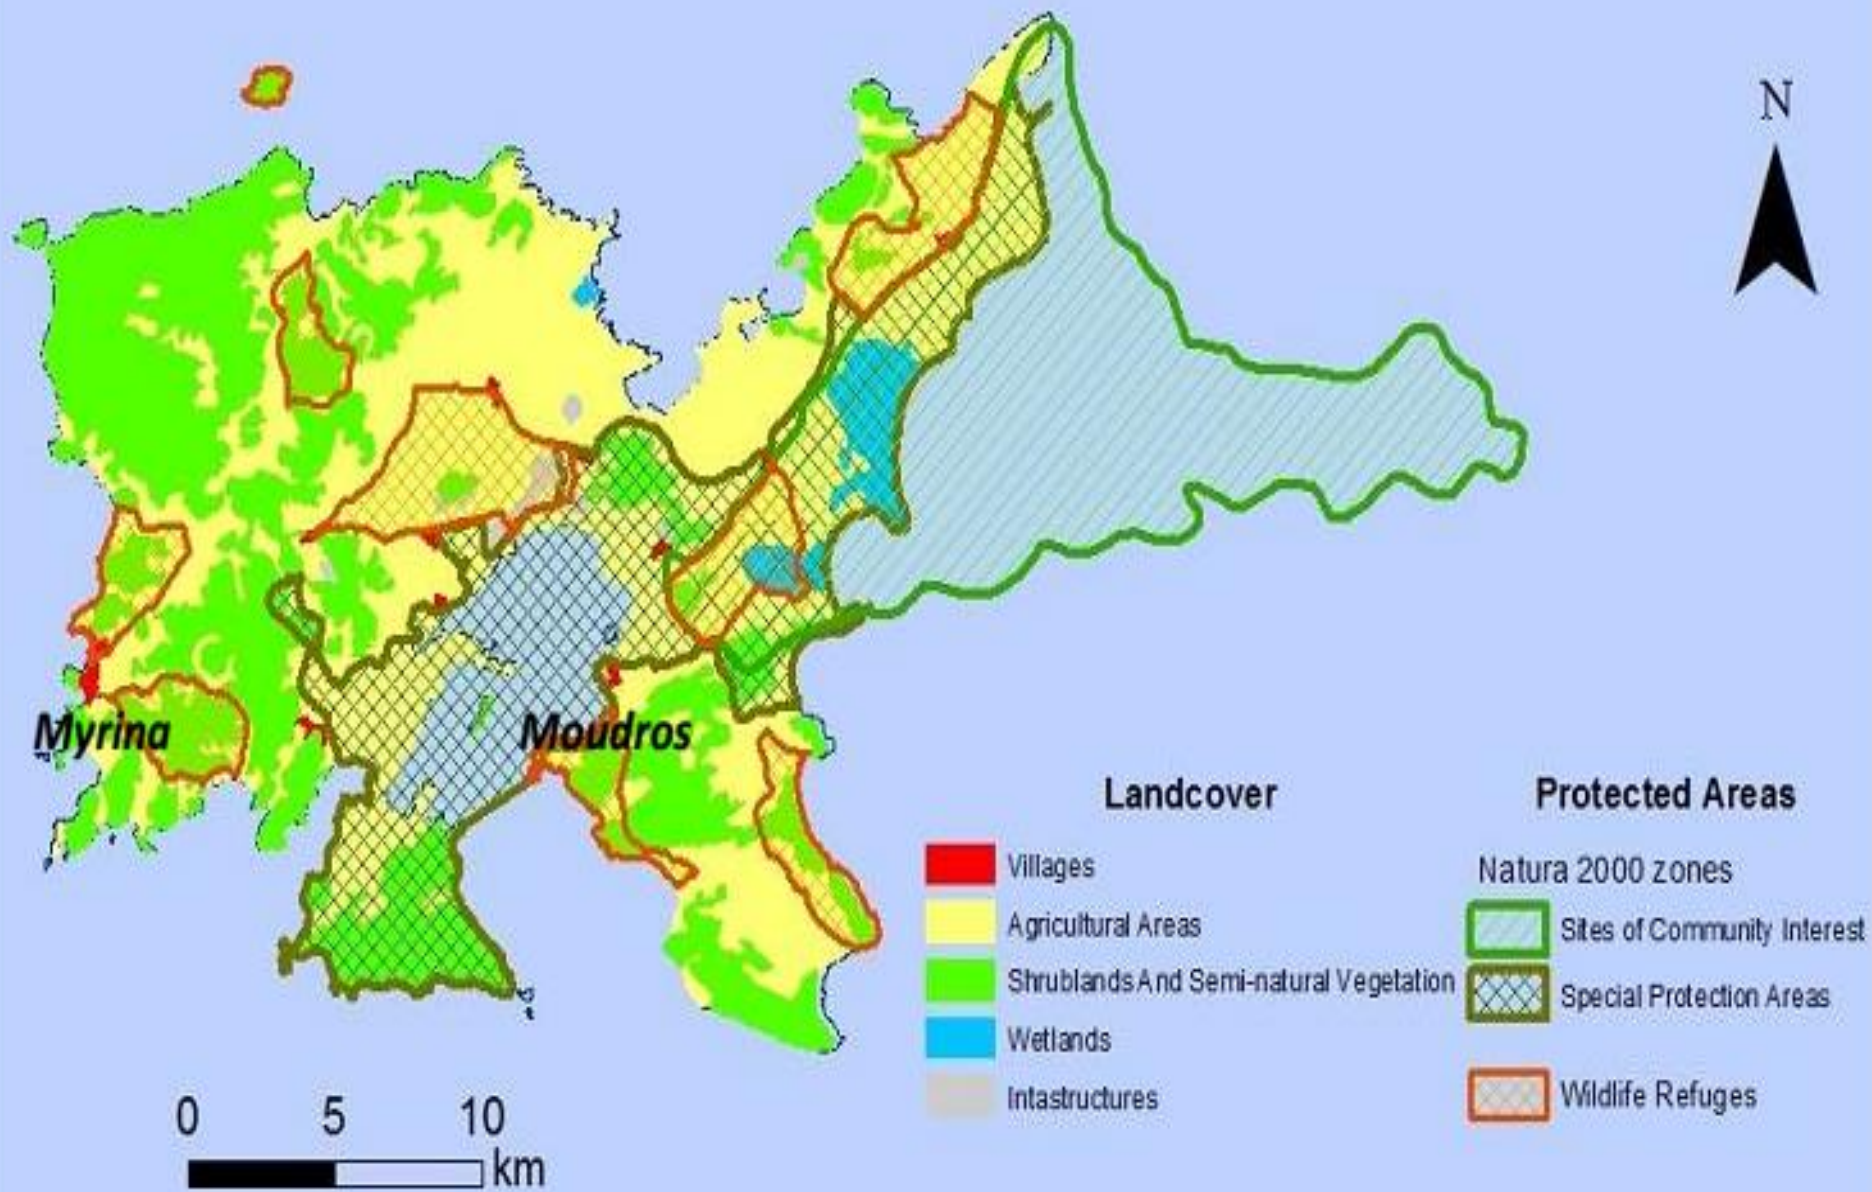 N
Myrina
Moudros
Landcover
Villages
Agricultural Areas
Shrublands And Semi-natural Vegetation
Wetlands
Intastructures
Protected Areas
Natura 2000 zones
Sites of Community Interest
Special Protection Areas
Wildlife Refuges
0 5 10
km